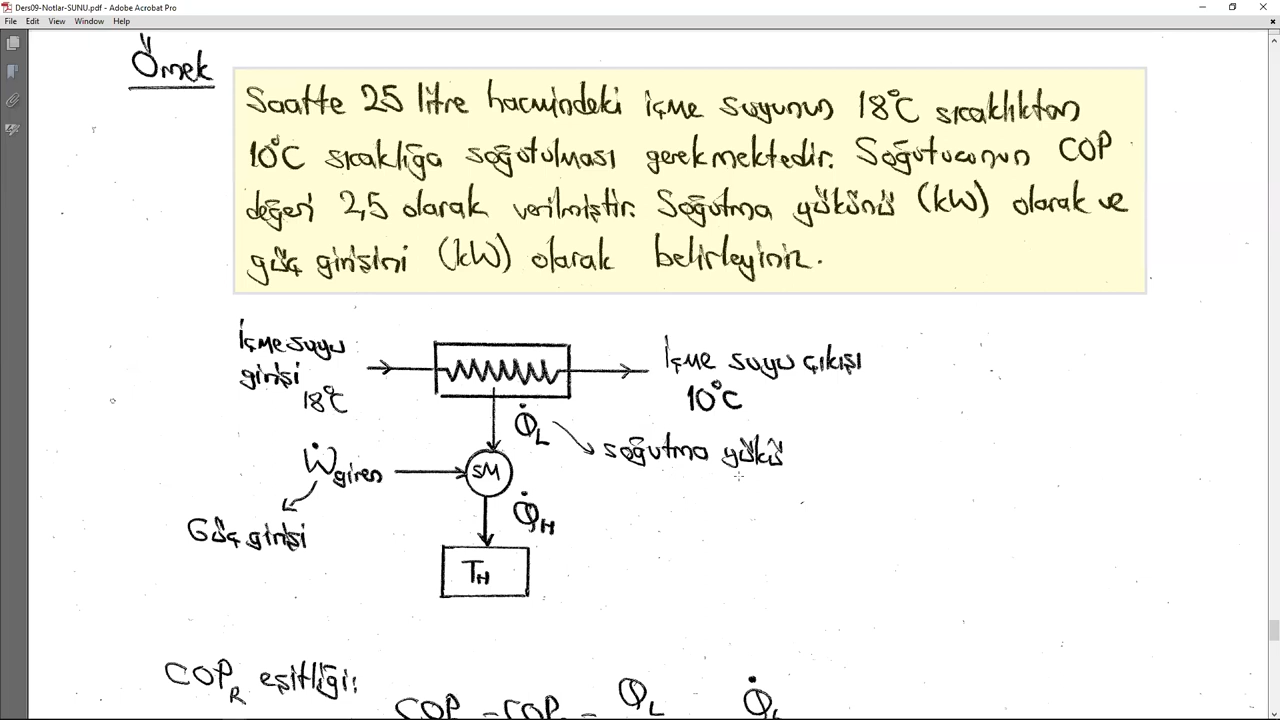 Ders09-Notlar-SUNU.pdf - Adobe Acrobat Pro
File Edit View Window Help
Örnek
Saatte 25 litre hacmindeki içme suyunun 18°C sıcaklıktan
10°C sıcaklığa soğutulması gerekmektedir. Soğutucunun COP
değeri 2,5 olarak verilmiştir. Soğutma yükünü (kW) olarak ve
güç girişini (kW) olarak belirleyiniz.
İçme suyu
girişi
18°C
İçme suyu çıkışı
10°C
Q̇L
soğutma yükü
Ẇgiren
SM
Güç girişi
Q̇H
TH
COPR eşitliği:
COP = COP = QL Q̇L